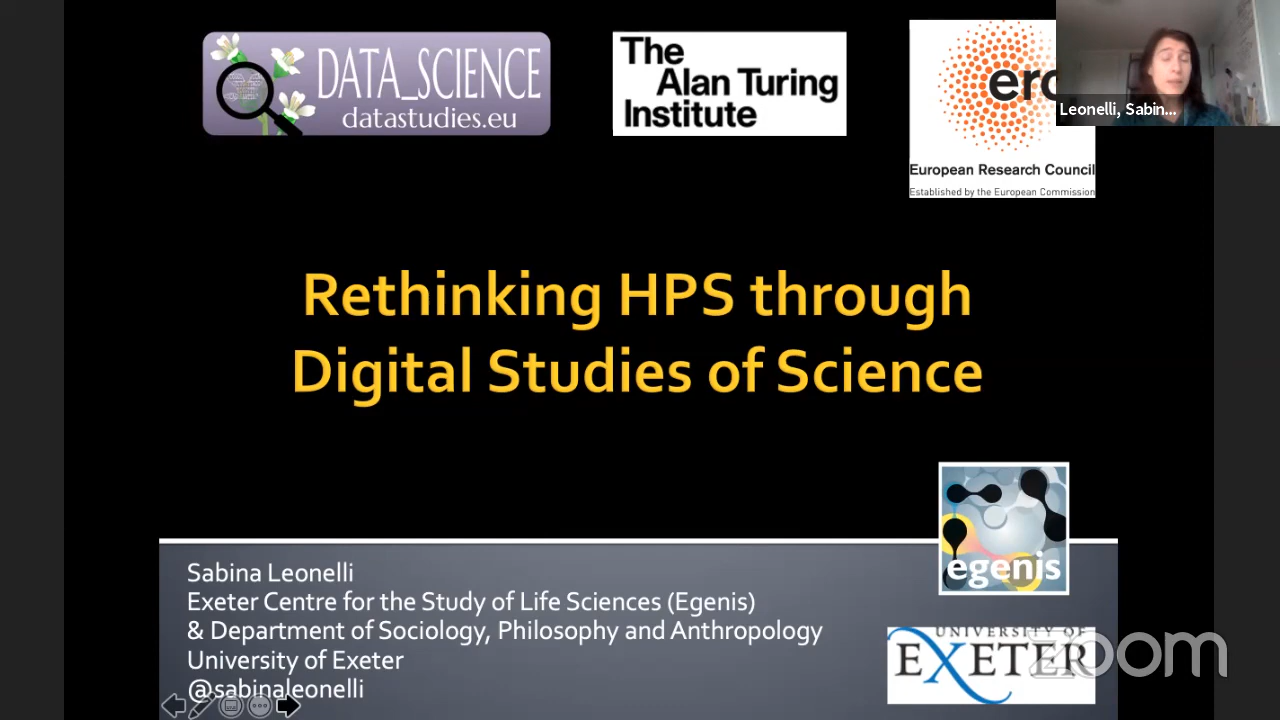 DATA_SCIENCE
datastudies.eu
The
Alan Turing
Institute
erc
European Research Council
Established by the European Commission
Leonelli, Sabin...
Rethinking HPS through
Digital Studies of Science
egenis
Sabina Leonelli
Exeter Centre for the Study of Life Sciences (Egenis)
& Department of Sociology, Philosophy and Anthropology
University of Exeter
@sabinaleonelli
UNIVERSITY OF
EXETER
zoom